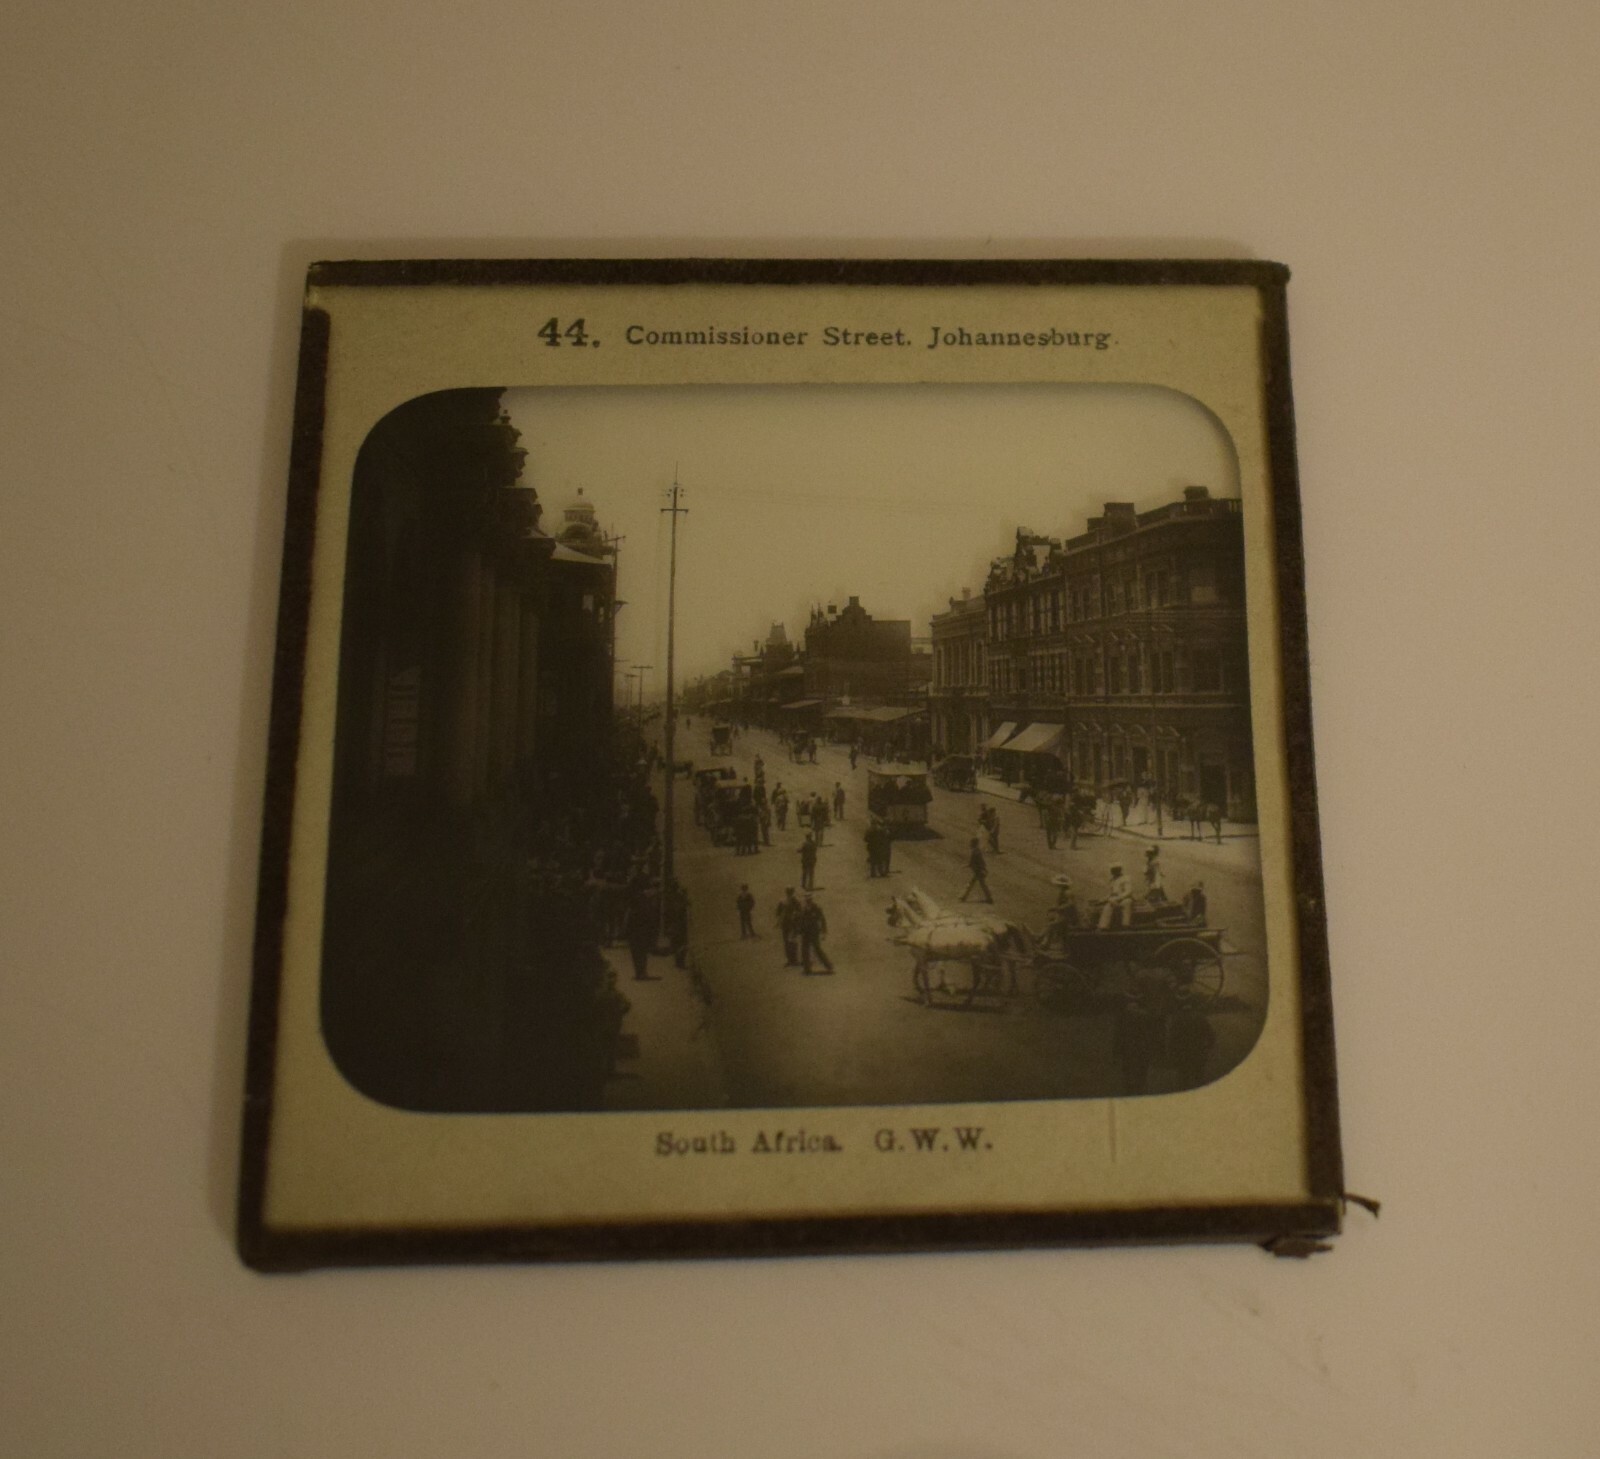 44. Commissioner Street. Johannesburg.
South Africa. G.W.W.